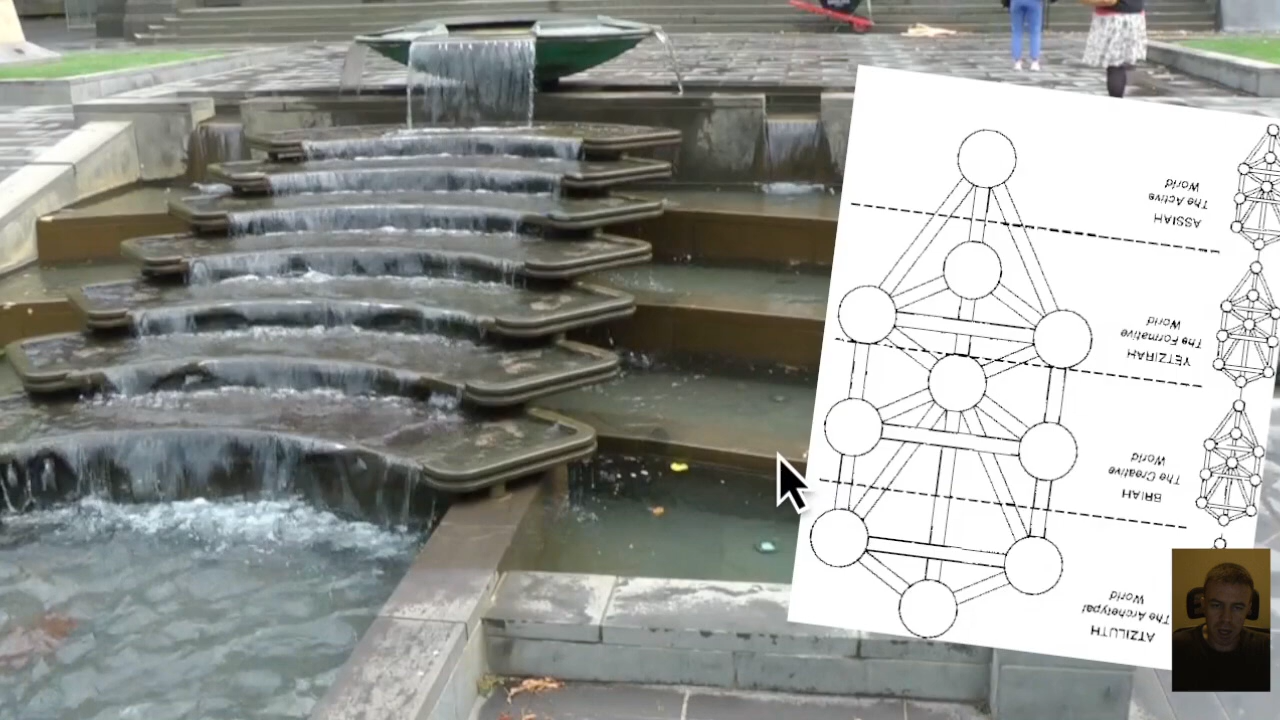 ASSIAH
The Active
World
YETZIRAH
The Formative
World
BRIAH
The Creative
World
ATZILUTH
The Archetypal
World